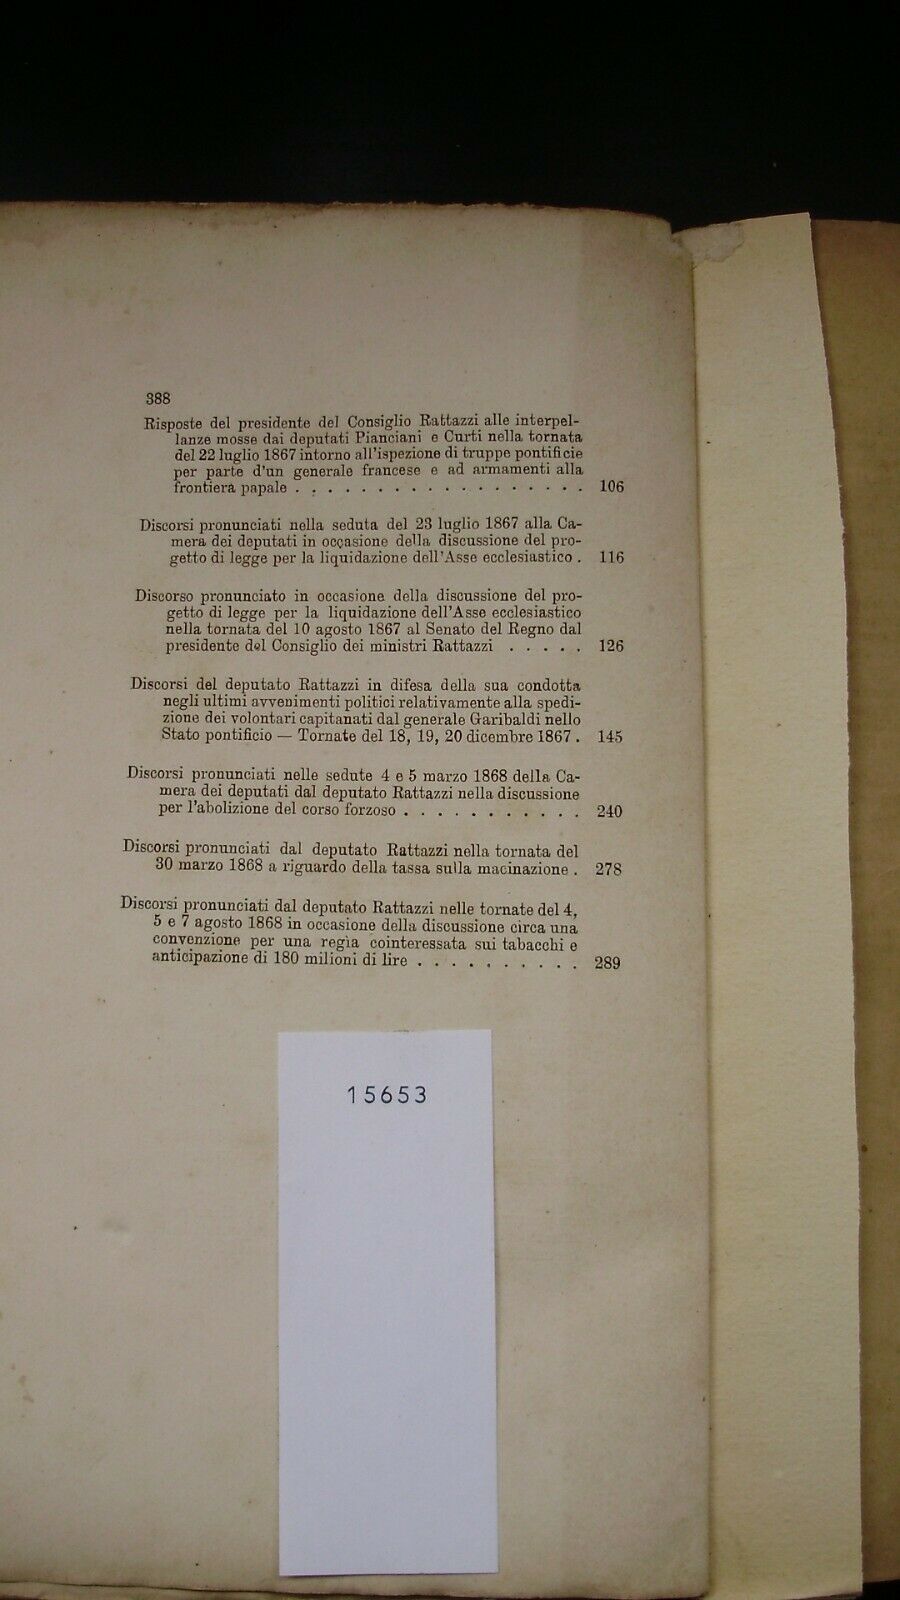 388
Risposte del presidente del Consiglio Rattazzi alle interpel-
lanze mosse dai deputati Pianciani e Curti nella tornata
del 22 luglio 1867 intorno all'ispezione di truppe pontificie
per parte d'un generale francese e ad armamenti alla
frontiera papale . . . . . . . . . . . . . . . . . . 106
Discorsi pronunciati nella seduta del 23 luglio 1867 alla Ca-
mera dei deputati in occasione della discussione del pro-
getto di legge per la liquidazione dell'Asse ecclesiastico . 116
Discorso pronunciato in occasione della discussione del pro-
getto di legge per la liquidazione dell'Asse ecclesiastico
nella tornata del 10 agosto 1867 al Senato del Regno dal
presidente del Consiglio dei ministri Rattazzi . . . . . 126
Discorsi del deputato Rattazzi in difesa della sua condotta
negli ultimi avvenimenti politici relativamente alla spedi-
zione dei volontari capitanati dal generale Garibaldi nello
Stato pontificio — Tornate del 18, 19, 20 dicembre 1867 . 145
Discorsi pronunciati nelle sedute 4 e 5 marzo 1868 della Ca-
mera dei deputati dal deputato Rattazzi nella discussione
per l'abolizione del corso forzoso . . . . . . . . . . . 240
Discorsi pronunciati dal deputato Rattazzi nella tornata del
30 marzo 1868 a riguardo della tassa sulla macinazione . 278
Discorsi pronunciati dal deputato Rattazzi nelle tornate del 4,
5 e 7 agosto 1868 in occasione della discussione circa una
convenzione per una regìa cointeressata sui tabacchi e
anticipazione di 180 milioni di lire . . . . . . . . . . 289
15653